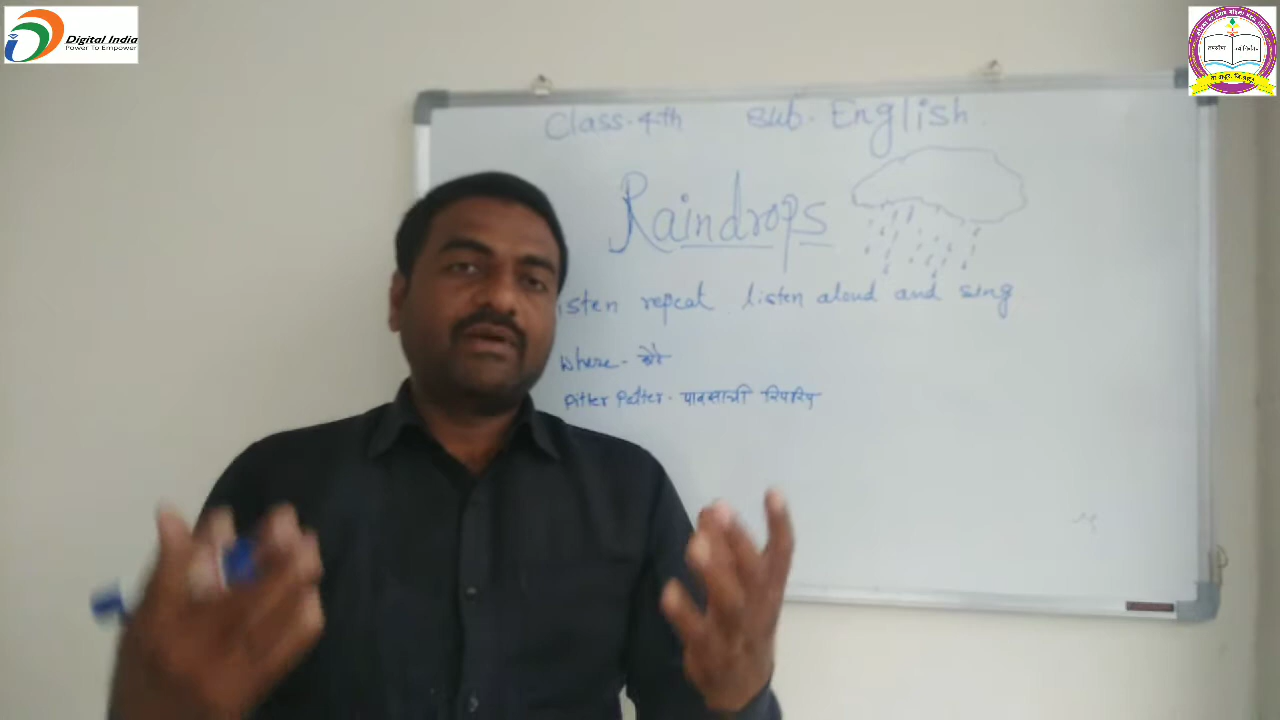 Digital India
Power To Empower
Class. 4th Sub. English
Raindrops
isten repeat listen aloud and sing
Where -
Pitter Patter - पावसाची रिपरिप